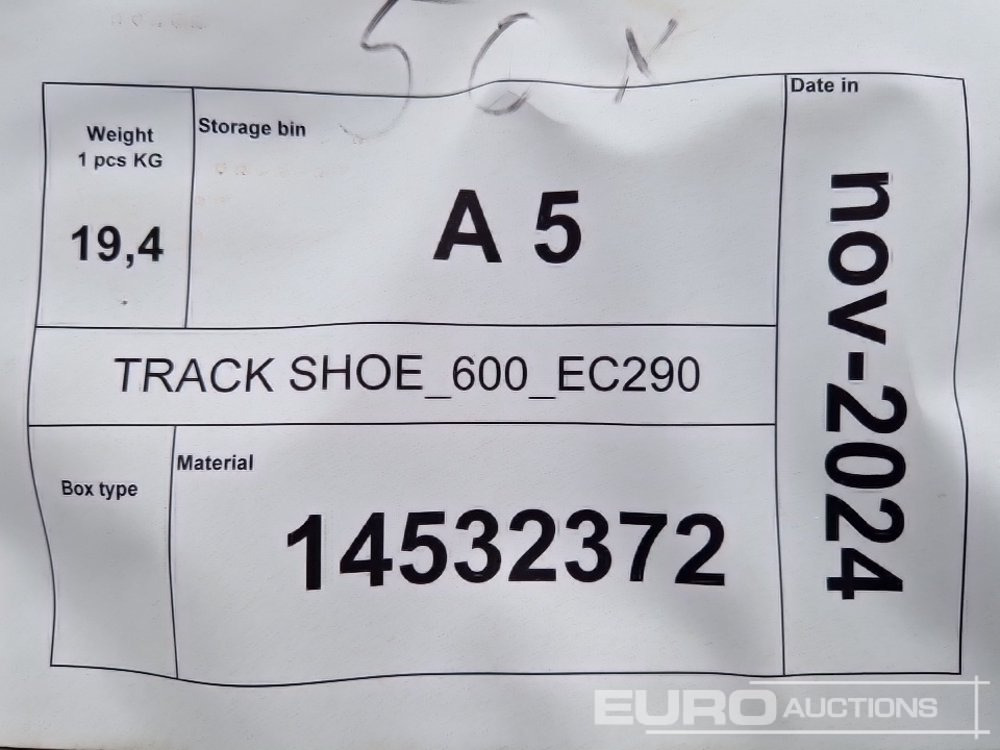 Weight
1 pcs KG
19,4
Storage bin
A 5
Date in
nov-2024
TRACK SHOE_600_EC290
Box type
Material
14532372
EURO AUCTIONS